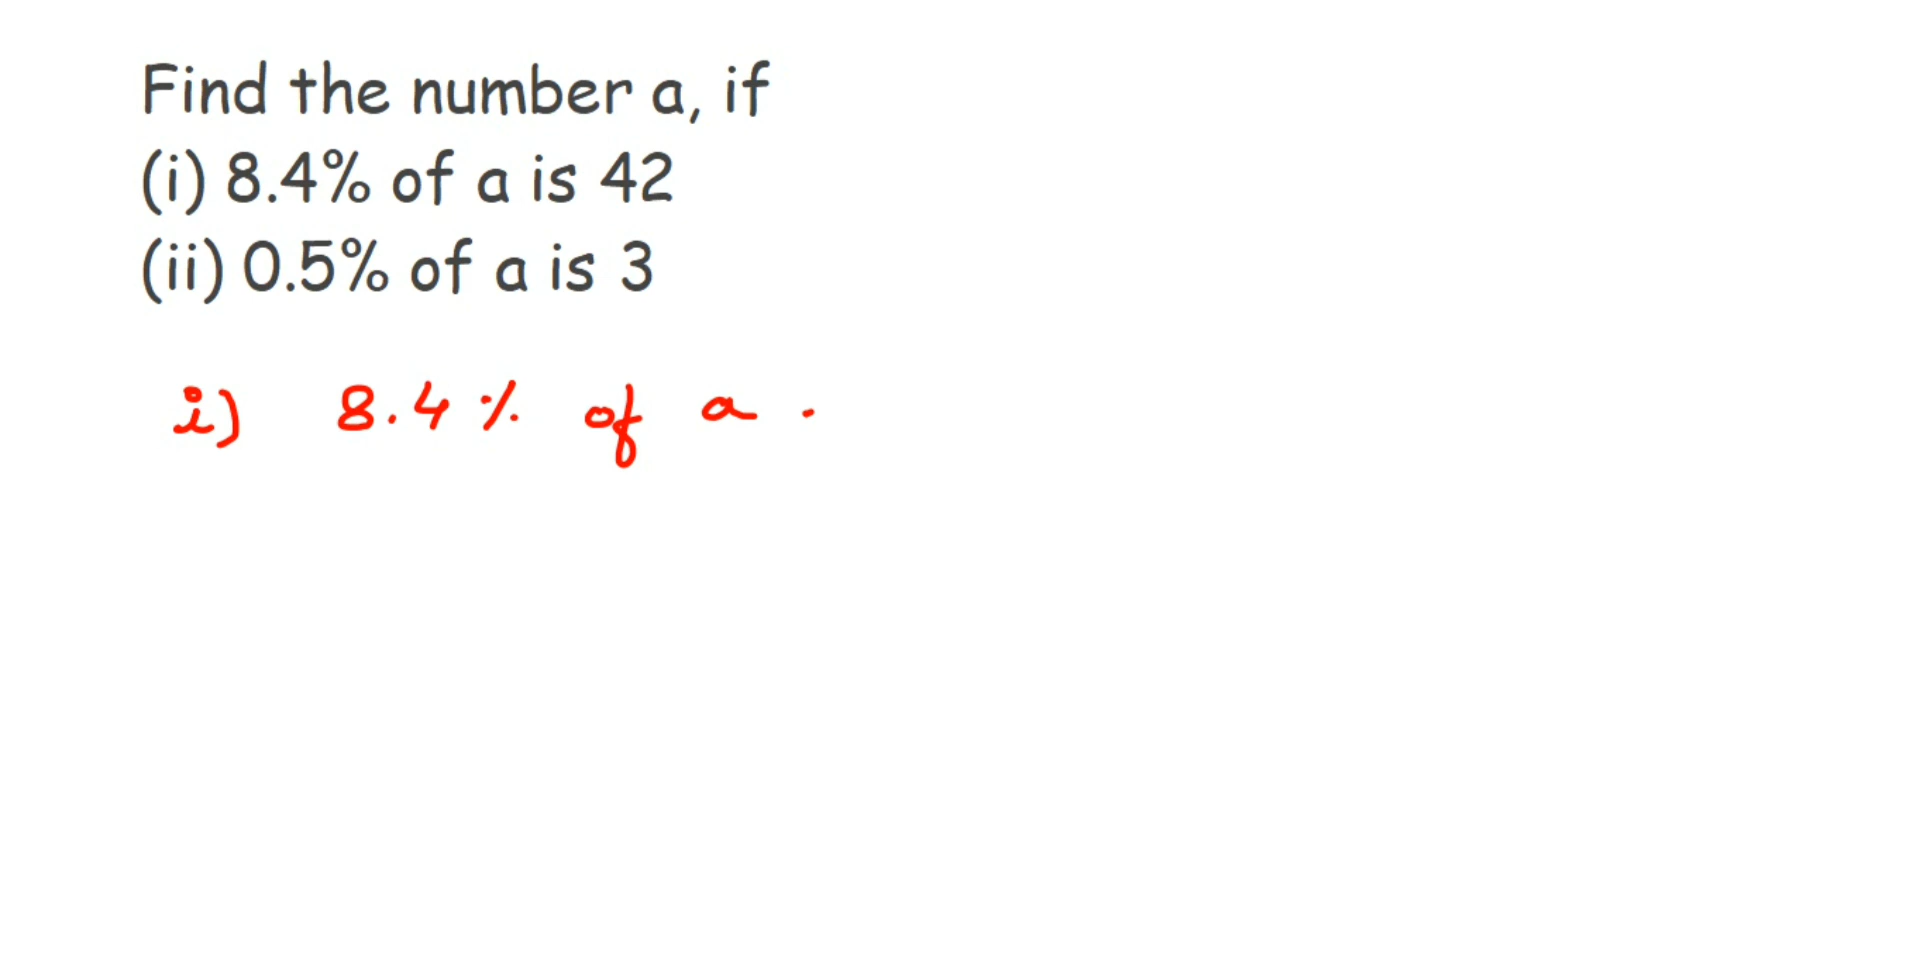 Find the number a, if
(i) 8.4% of a is 42
(ii) 0.5% of a is 3
i) 8.4% of a .